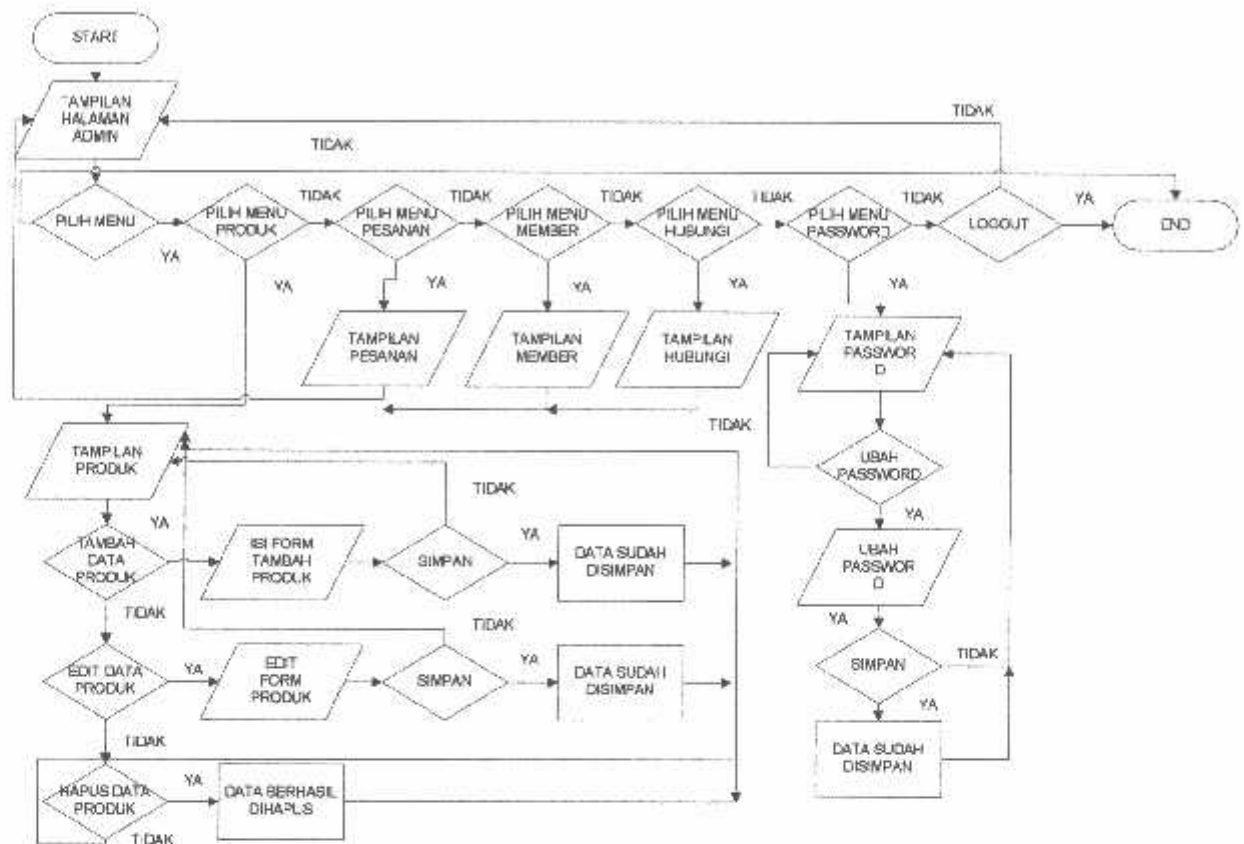 START
TAMPILAN
HALAMAN
ADMIN
TIDAK
TIDAK
PILIH MENU
YA
PILIH MENU
PRODUK
TIDAK
YA
PILIH MENU
PESANAN
TIDAK
YA
PILIH MENU
MEMBER
TIDAK
YA
PILIH MENU
HUBUNGI
TIDAK
YA
PILIH MENU
PASSWORD
TIDAK
YA
LOGOUT
YA
END
TAMPILAN
PESANAN
TAMPILAN
MEMBER
TAMPILAN
HUBUNGI
TAMPILAN
PASSWOR
D
TIDAK
UBAH
PASSWORD
YA
UBAH
PASSWOR
D
YA
SIMPAN
TIDAK
YA
DATA SUDAH
DISIMPAN
TAMPILAN
PRODUK
YA
TAMBAH
DATA
PRODUK
ISI FORM
TAMBAH
PRODUK
TIDAK
SIMPAN
YA
DATA SUDAH
DISIMPAN
TIDAK
EDIT DATA
PRODUK
YA
EDIT
FORM
PRODUK
TIDAK
SIMPAN
YA
DATA SUDAH
DISIMPAN
TIDAK
HAPUS DATA
PRODUK
YA
DATA BERHASIL
DIHAPUS
TIDAK